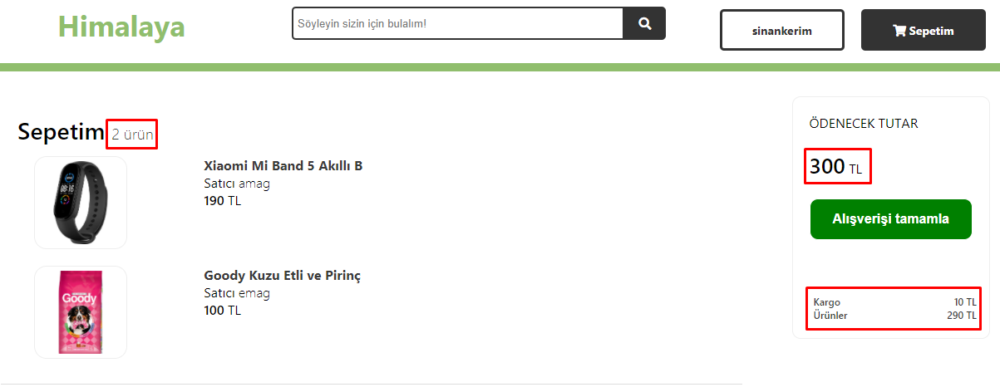 Himalaya
Söyleyin sizin için bulalım!
sinankerim
Sepetim
Sepetim 2 ürün
Xiaomi Mi Band 5 Akıllı B
Satıcı amag
190 TL
Goody Kuzu Etli ve Pirinç
Satıcı emag
100 TL
ÖDENECEK TUTAR
300 TL
Alışverişi tamamla
Kargo 10 TL
Ürünler 290 TL
08:16
Goody